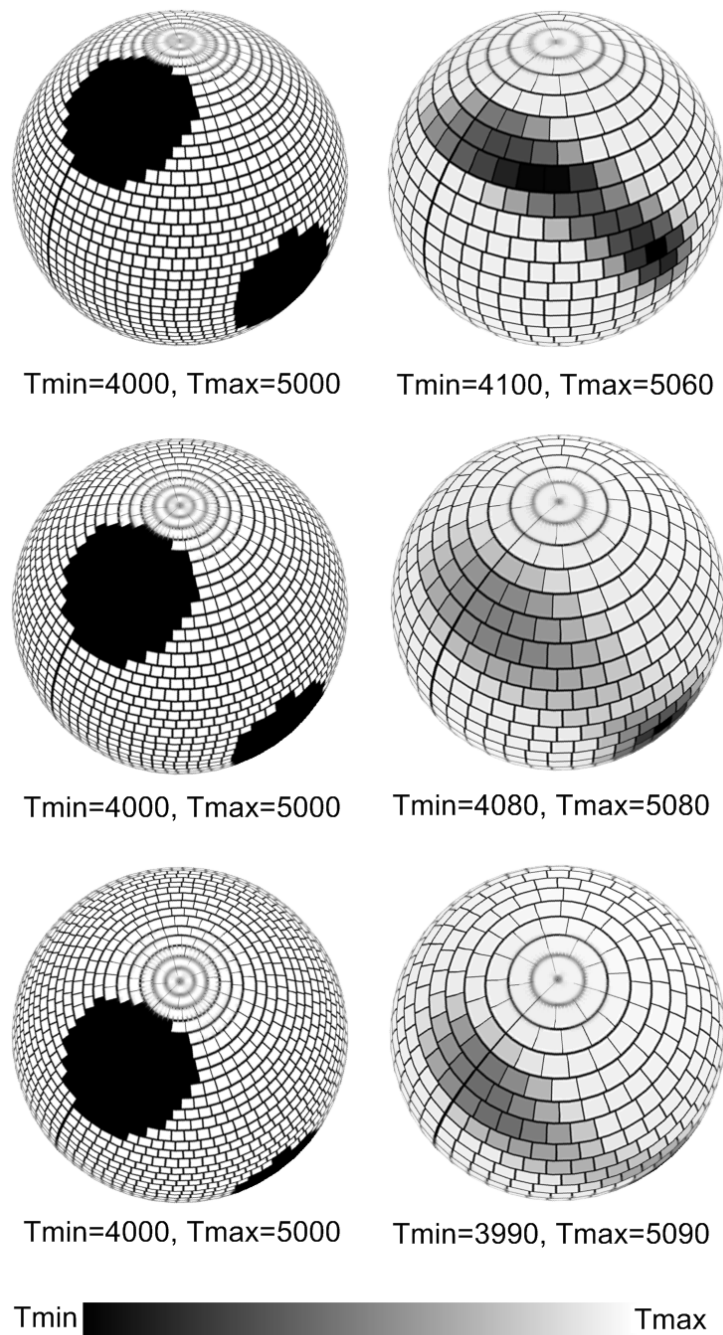 Tmin=4000, Tmax=5000 Tmin=4100, Tmax=5060
Tmin=4000, Tmax=5000 Tmin=4080, Tmax=5080
Tmin=4000, Tmax=5000 Tmin=3990, Tmax=5090
Tmin Tmax